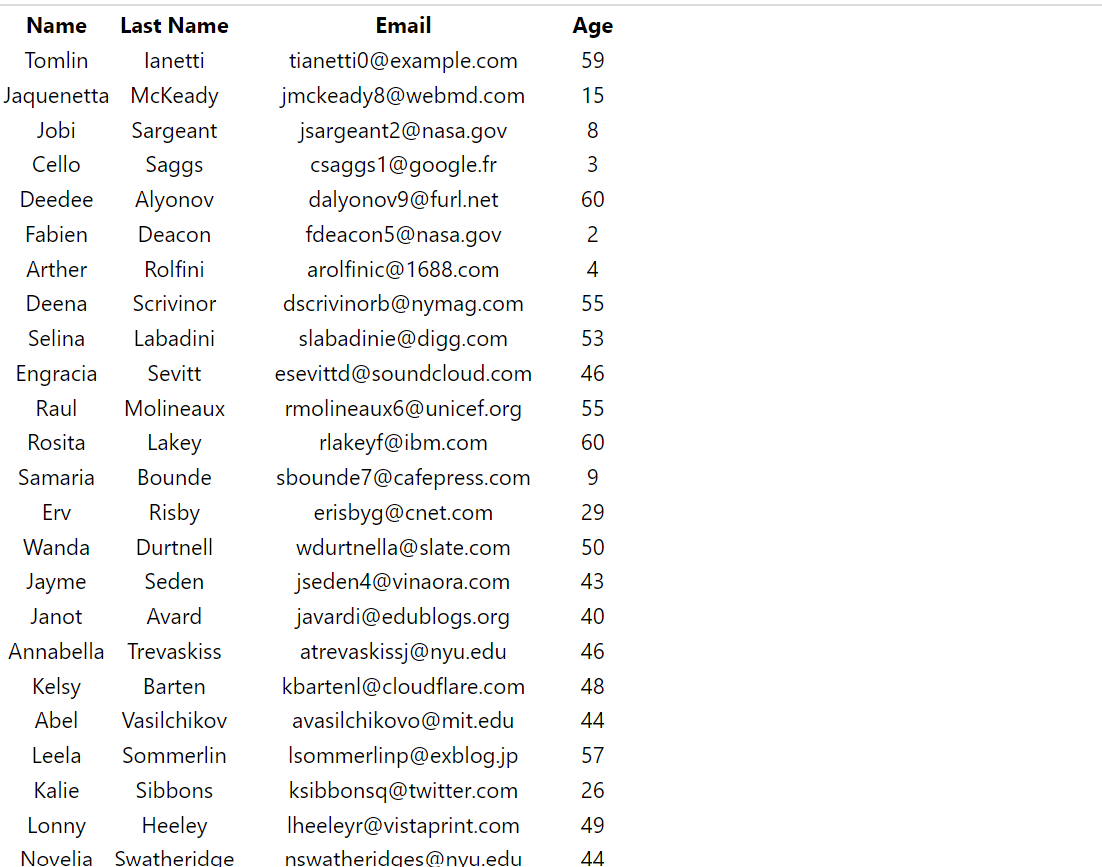 Name Last Name Email Age
Tomlin Ianetti tianetti0@example.com 59
Jaquenetta McKeady jmckeady8@webmd.com 15
Jobi Sargeant jsargeant2@nasa.gov 8
Cello Saggs csaggs1@google.fr 3
Deedee Alyonov dalyonov9@furl.net 60
Fabien Deacon fdeacon5@nasa.gov 2
Arther Rolfini arolfinic@1688.com 4
Deena Scrivinor dscrivinorb@nymag.com 55
Selina Labadini slabadinie@digg.com 53
Engracia Sevitt esevittd@soundcloud.com 46
Raul Molineaux rmolineaux6@unicef.org 55
Rosita Lakey rlakeyf@ibm.com 60
Samaria Bounde sbounde7@cafepress.com 9
Erv Risby erisbyg@cnet.com 29
Wanda Durtnell wdurtnella@slate.com 50
Jayme Seden jseden4@vinaora.com 43
Janot Avard javardi@edublogs.org 40
Annabella Trevaskiss atrevaskissj@nyu.edu 46
Kelsy Barten kbartenl@cloudflare.com 48
Abel Vasilchikov avasilchikovo@mit.edu 44
Leela Sommerlin lsommerlinp@exblog.jp 57
Kalie Sibbons ksibbonsq@twitter.com 26
Lonny Heeley lheeleyr@vistaprint.com 49
Novelia Swatheridge nswatheridges@nyu.edu 44